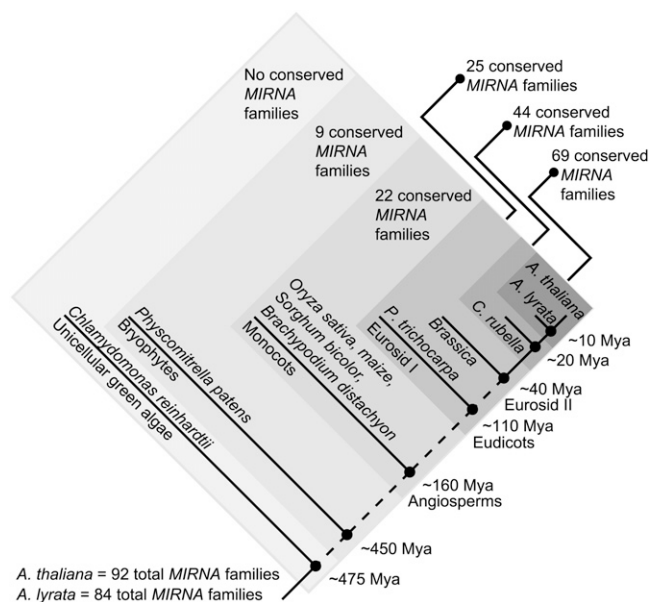 No conserved
MIRNA
families
9 conserved
MIRNA
families
22 conserved
MIRNA
families
25 conserved
MIRNA families
44 conserved
MIRNA families
69 conserved
MIRNA
families
Chlamydomonas reinhardtii
Unicellular green algae
Physcomitrella patens
Bryophytes
Oryza sativa, maize,
Sorghum bicolor,
Brachypodium distachyon
Monocots
P. trichocarpa
Eurosid I
Brassica
C. rubella
A. thaliana
A. lyrata
~10 Mya
~20 Mya
~40 Mya
Eurosid II
~110 Mya
Eudicots
~160 Mya
Angiosperms
~450 Mya
~475 Mya
A. thaliana = 92 total MIRNA families
A. lyrata = 84 total MIRNA families